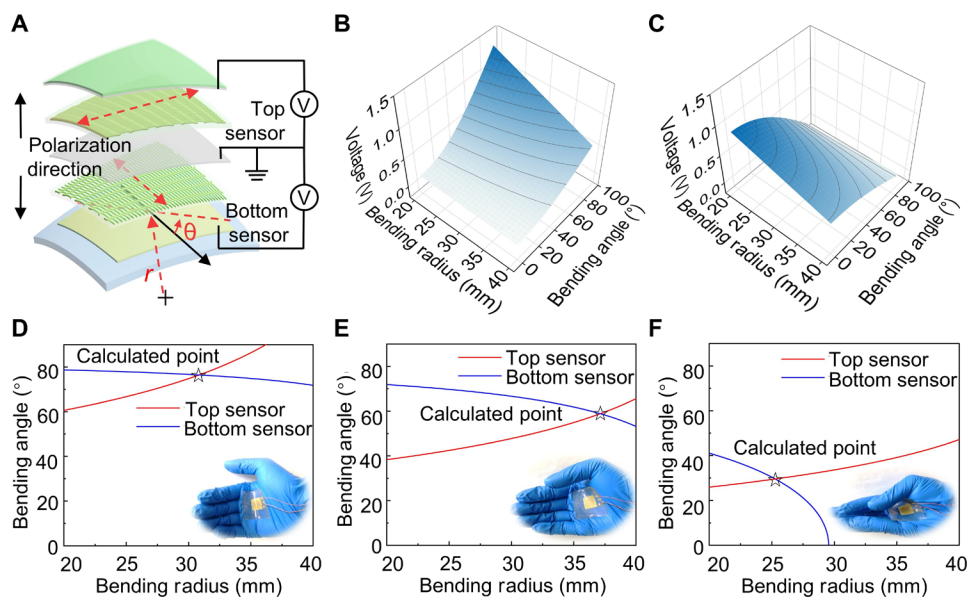 A
V
Top
sensor
Polarization
direction
V
Bottom
sensor
θ
r
B
Voltage (V)
1.5
1.0
0.5
0.0
20
25
30
35
40
Bending radius (mm)
0
20
40
60
80
100
Bending angle (°)
C
Voltage (V)
1.5
1.0
0.5
0.0
20
25
30
35
40
Bending radius (mm)
0
20
40
60
80
100
Bending angle (°)
D
Bending angle (°)
80
60
40
20
0
Calculated point
Top sensor
Bottom sensor
20 25 30 35 40
Bending radius (mm)
E
Bending angle (°)
80
60
40
20
0
Top sensor
Bottom sensor
Calculated point
20 25 30 35 40
Bending radius (mm)
F
Bending angle (°)
80
60
40
20
0
Top sensor
Bottom sensor
Calculated point
20 25 30 35 40
Bending radius (mm)